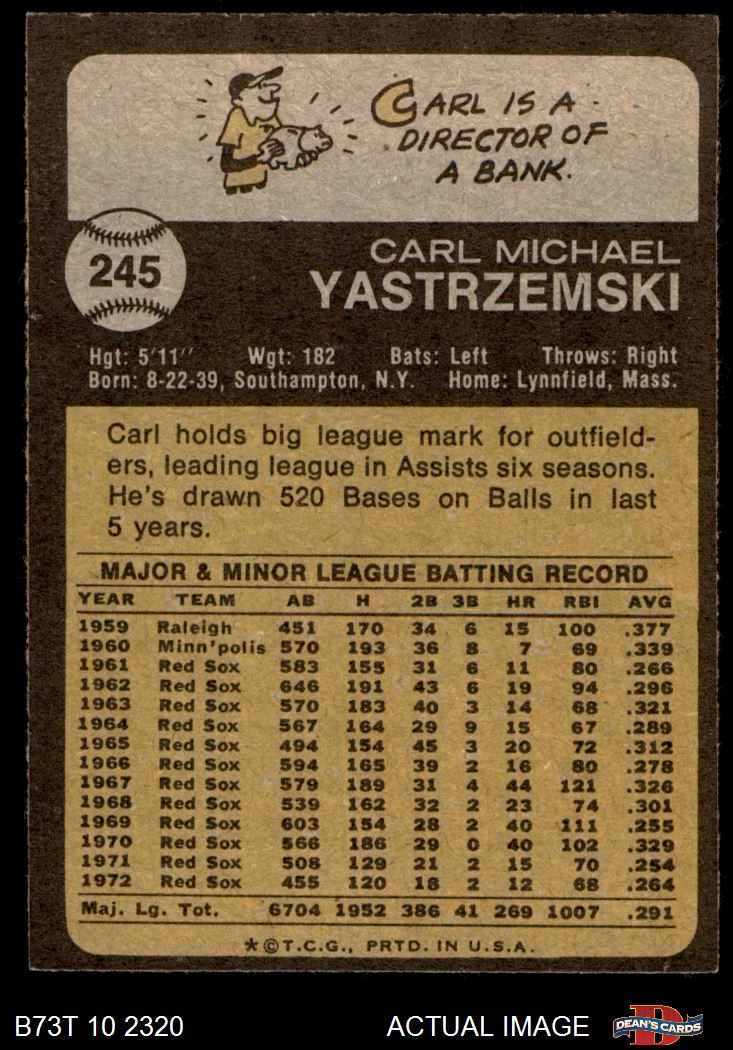 CARL IS A
DIRECTOR OF
A BANK.
245
CARL MICHAEL
YASTRZEMSKI
Hgt: 5'11" Wgt: 182 Bats: Left Throws: Right
Born: 8-22-39, Southampton, N.Y. Home: Lynnfield, Mass.
Carl holds big league mark for outfield-
ers, leading league in Assists six seasons.
He's drawn 520 Bases on Balls in last
5 years.
MAJOR & MINOR LEAGUE BATTING RECORD
YEAR TEAM AB H 2B 3B HR RBI AVG
1959 Raleigh 451 170 34 6 15 100 .377
1960 Minn'polis 570 193 36 8 7 69 .339
1961 Red Sox 583 155 31 6 11 80 .266
1962 Red Sox 646 191 43 6 19 94 .296
1963 Red Sox 570 183 40 3 14 68 .321
1964 Red Sox 567 164 29 9 15 67 .289
1965 Red Sox 494 154 45 3 20 72 .312
1966 Red Sox 594 165 39 2 16 80 .278
1967 Red Sox 579 189 31 4 44 121 .326
1968 Red Sox 539 162 32 2 23 74 .301
1969 Red Sox 603 154 28 2 40 111 .255
1970 Red Sox 566 186 29 0 40 102 .329
1971 Red Sox 508 129 21 2 15 70 .254
1972 Red Sox 455 120 18 2 12 68 .264
Maj. Lg. Tot. 6704 1952 386 41 269 1007 .291
*©T.C.G., PRTD. IN U.S.A.
B73T 10 2320 ACTUAL IMAGE D DEAN'S CARDS